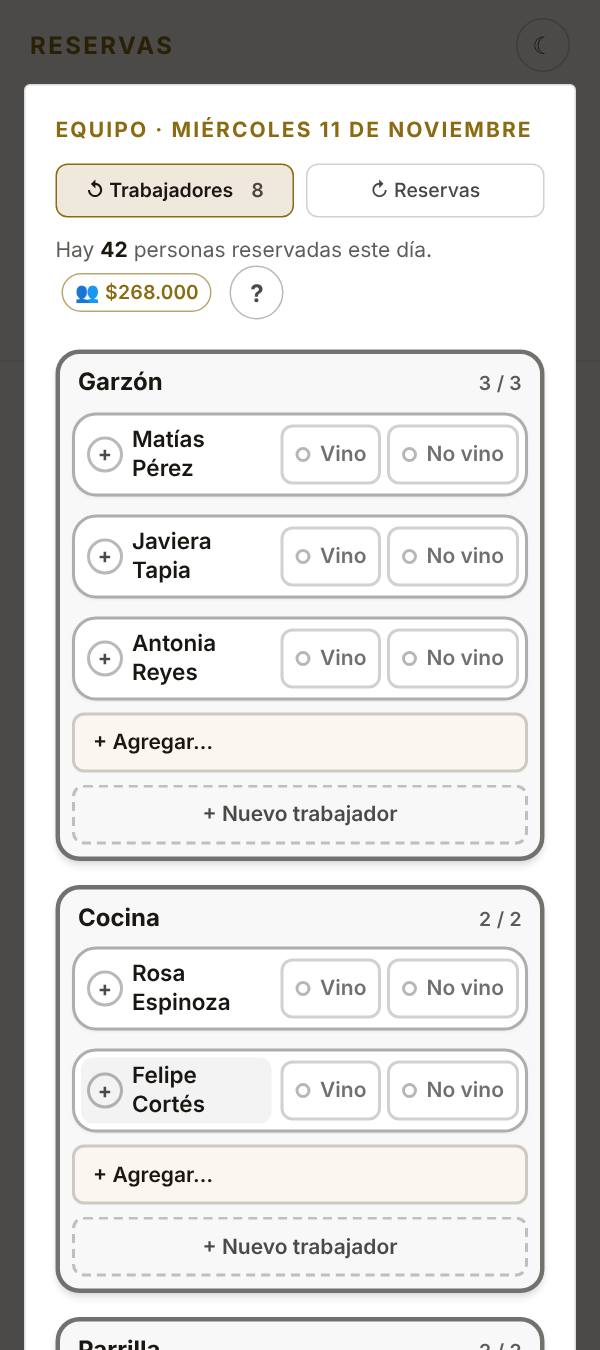 RESERVAS
EQUIPO · MIÉRCOLES 11 DE NOVIEMBRE
Trabajadores 8
Reservas
Hay 42 personas reservadas este día.
$268.000 ?
Garzón 3 / 3
+ Matías Pérez Vino No vino
+ Javiera Tapia Vino No vino
+ Antonia Reyes Vino No vino
+ Agregar...
+ Nuevo trabajador
Cocina 2 / 2
+ Rosa Espinoza Vino No vino
+ Felipe Cortés Vino No vino
+ Agregar...
+ Nuevo trabajador
Parrilla